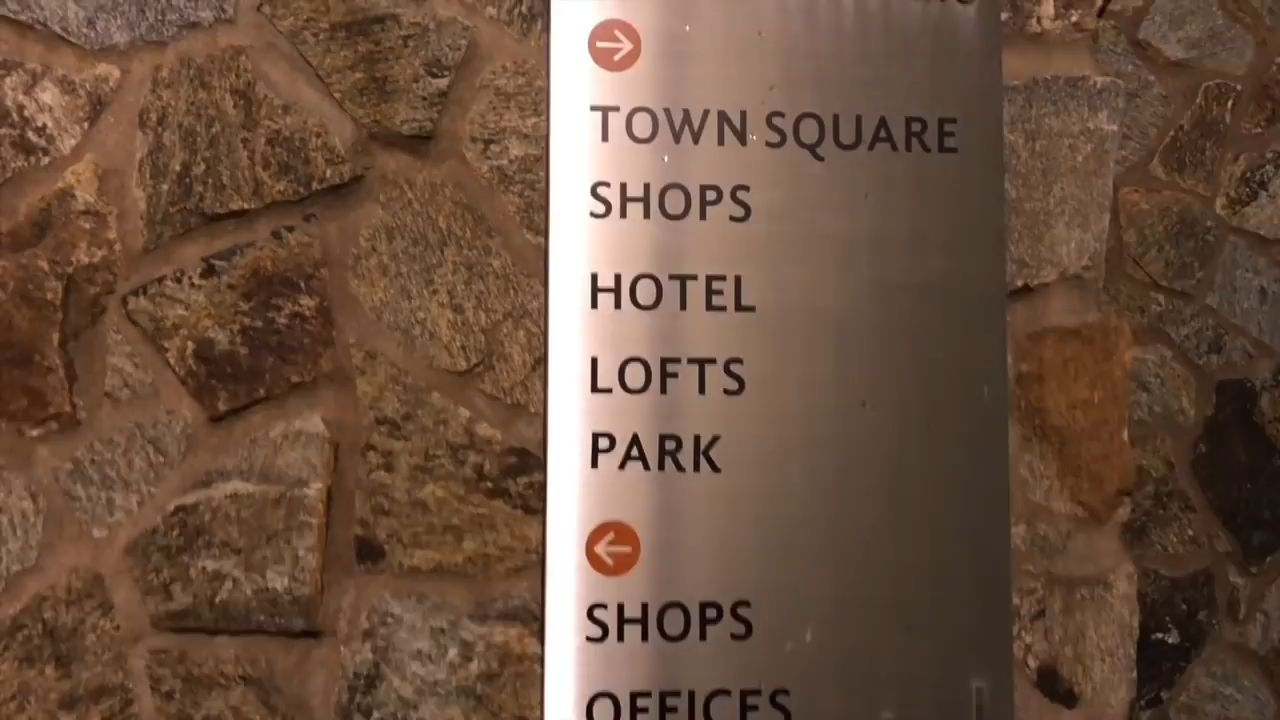 TOWN SQUARE
SHOPS
HOTEL
LOFTS
PARK
SHOPS
OFFICES